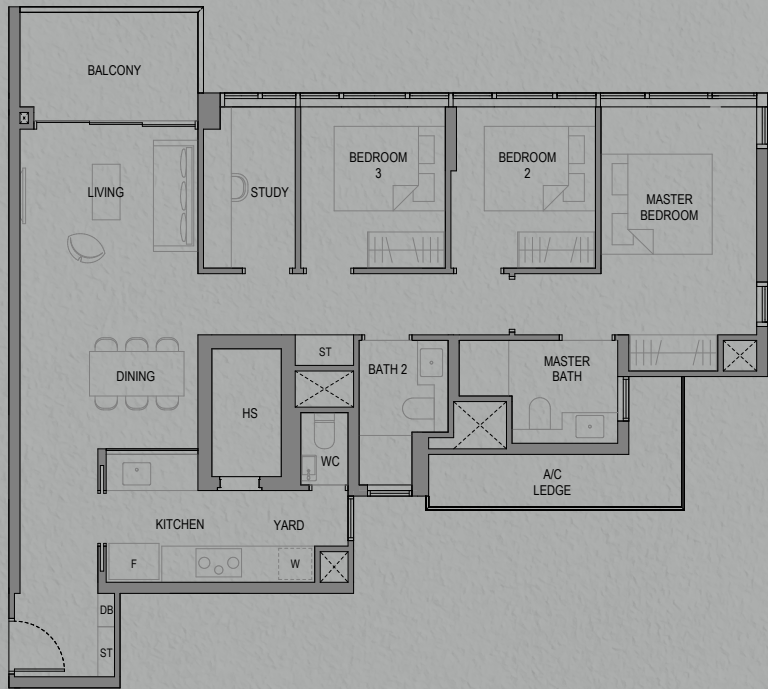 BALCONY
LIVING
STUDY
BEDROOM
3
BEDROOM
2
MASTER
BEDROOM
DINING
HS
ST
BATH 2
MASTER
BATH
WC
A/C
LEDGE
KITCHEN
YARD
F
W
DB
ST